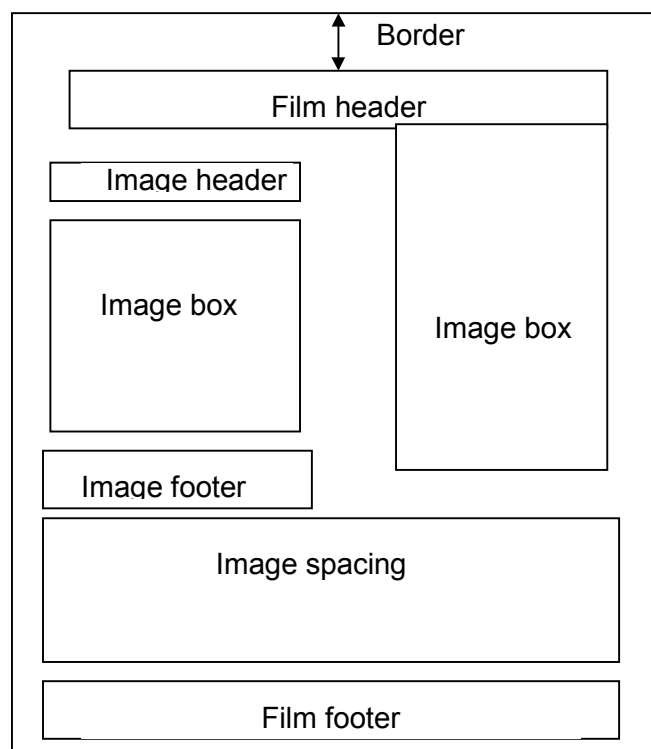 Border
Film header
Image header
Image box
Image box
Image footer
Image spacing
Film footer